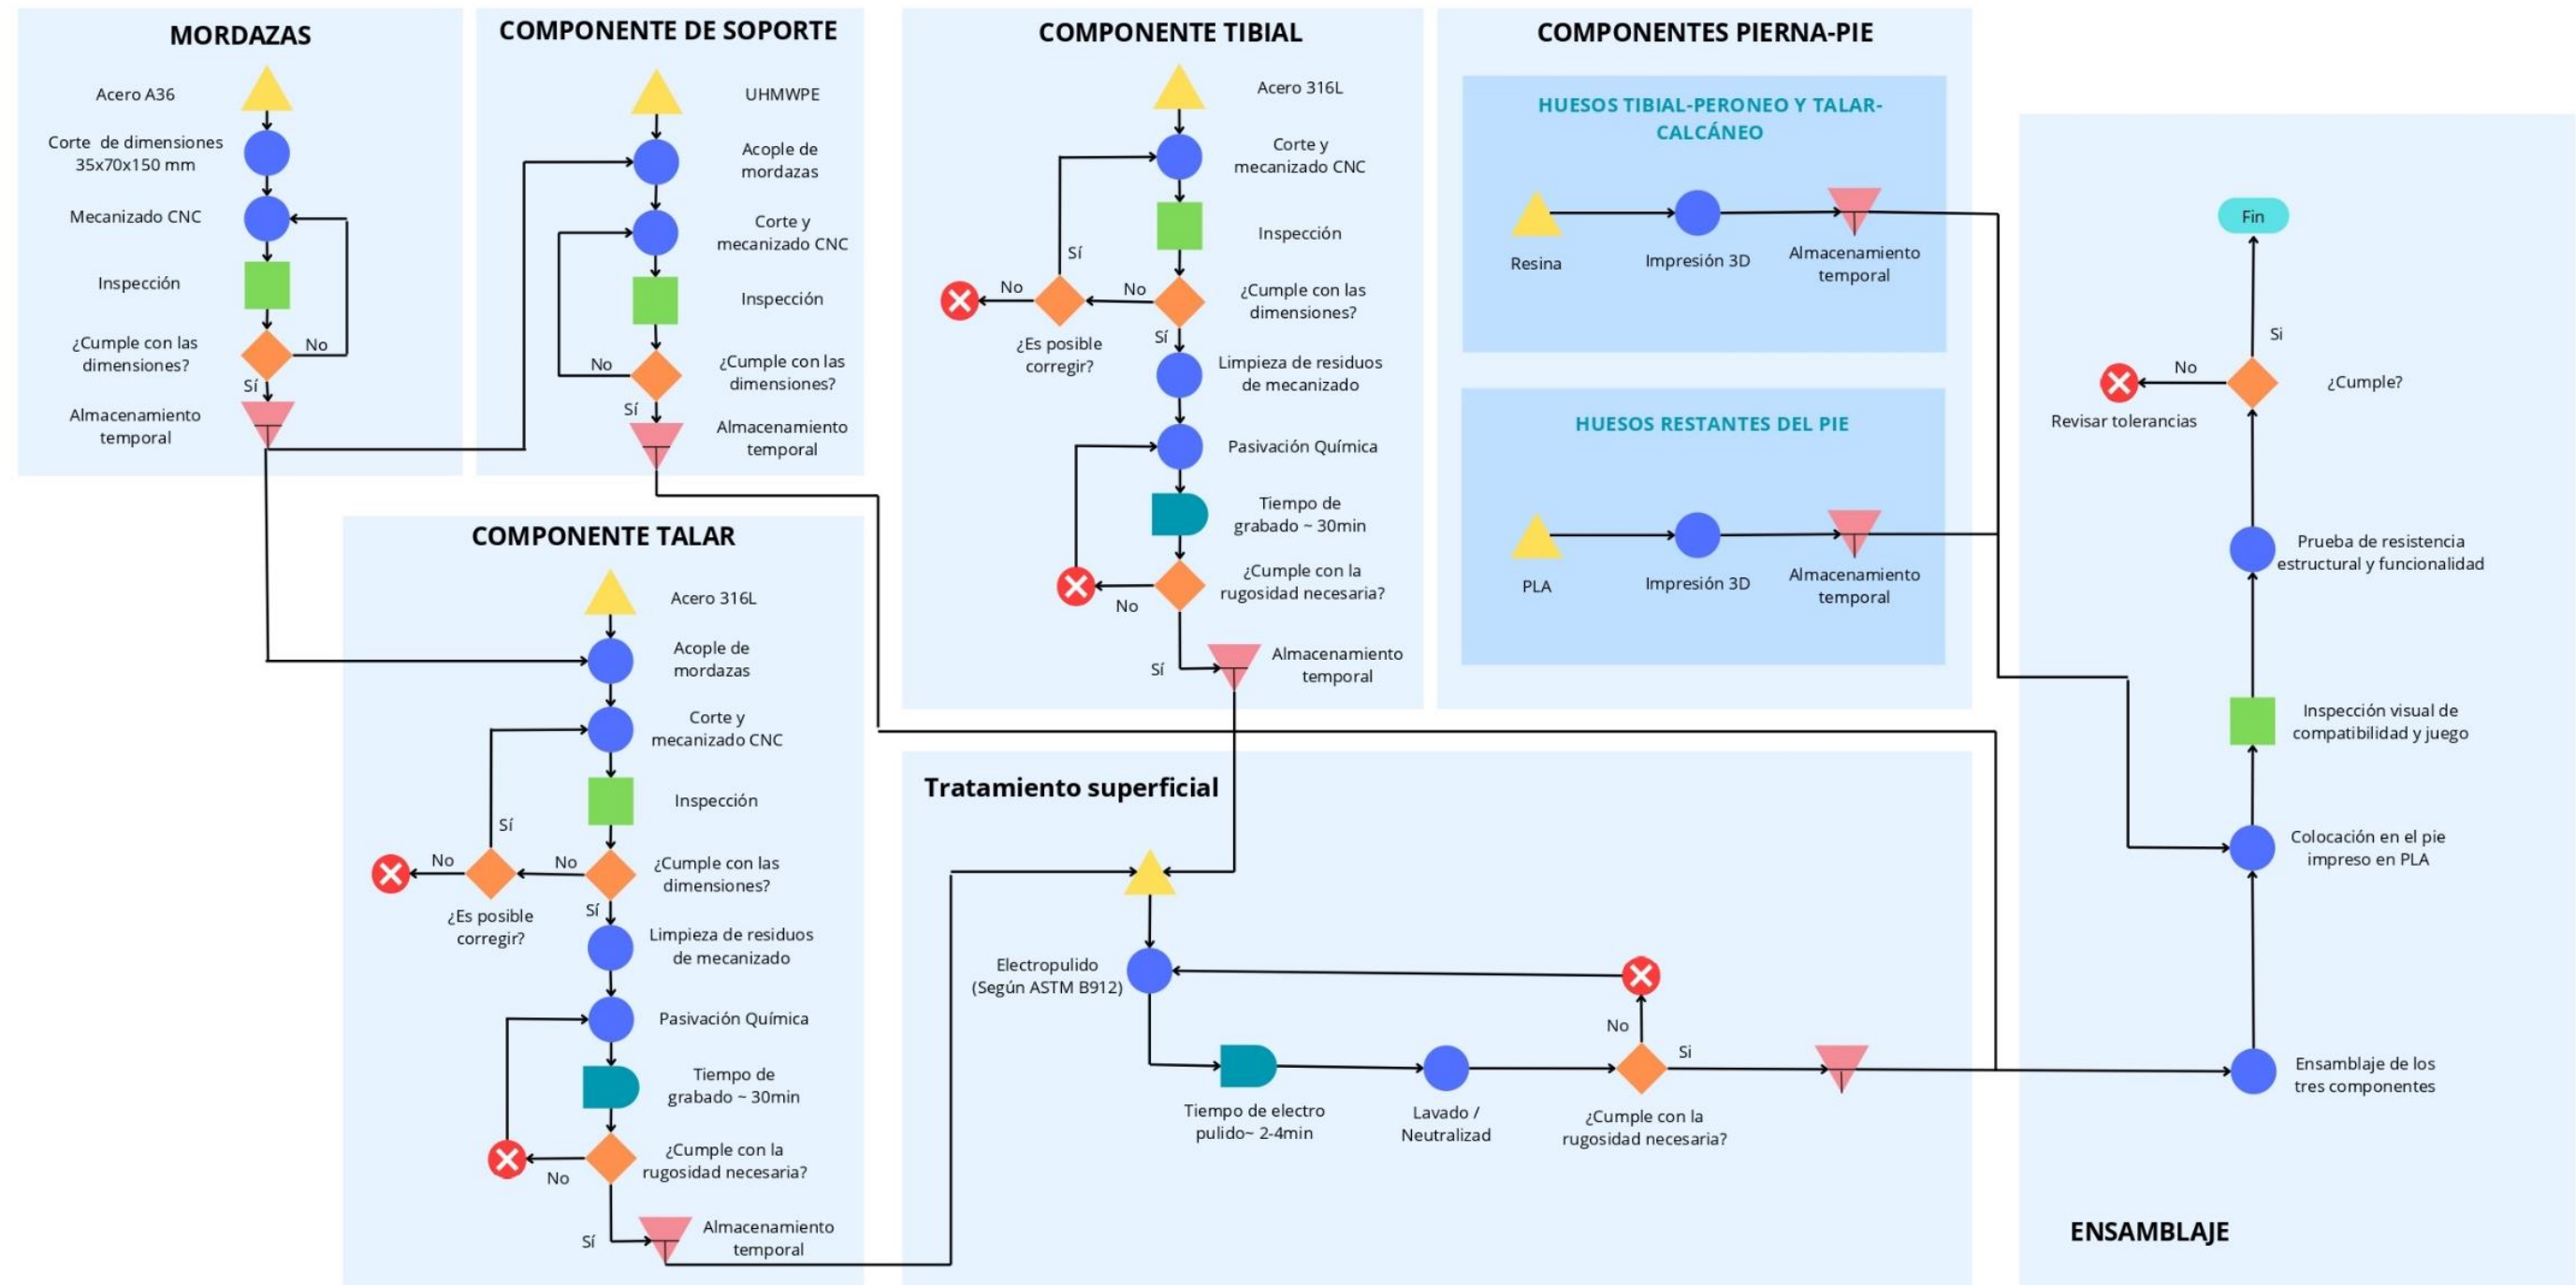 MORDAZAS
Acero A36
Corte de dimensiones
35x70x150 mm
Mecanizado CNC
Inspección
¿Cumple con las
dimensiones?
No
Sí
Almacenamiento
temporal
COMPONENTE DE SOPORTE
UHMWPE
Acople de
mordazas
Corte y
mecanizado CNC
Inspección
¿Cumple con las
dimensiones?
No
Sí
Almacenamiento
temporal
COMPONENTE TALAR
Acero 316L
Acople de
mordazas
Corte y
mecanizado CNC
Inspección
Sí
No
No
¿Cumple con las
dimensiones?
¿Es posible
corregir?
Sí
Limpieza de residuos
de mecanizado
Pasivación Química
Tiempo de
grabado ~ 30min
¿Cumple con la
rugosidad necesaria?
No
Sí
Almacenamiento
temporal
COMPONENTE TIBIAL
Acero 316L
Corte y
mecanizado CNC
Inspección
Sí
No
No
¿Cumple con las
dimensiones?
¿Es posible
corregir?
Sí
Limpieza de residuos
de mecanizado
Pasivación Química
Tiempo de
grabado ~ 30min
¿Cumple con la
rugosidad necesaria?
No
Sí
Almacenamiento
temporal
COMPONENTES PIERNA-PIE
HUESOS TIBIAL-PERONEO Y TALAR-
CALCÁNEO
Resina
Impresión 3D
Almacenamiento
temporal
HUESOS RESTANTES DEL PIE
PLA
Impresión 3D
Almacenamiento
temporal
Tratamiento superficial
Electropulido
(Según ASTM B912)
Tiempo de electro
pulido~ 2-4min
Lavado /
Neutralizad
No
Si
¿Cumple con la
rugosidad necesaria?
Fin
Si
No
¿Cumple?
Revisar tolerancias
Prueba de resistencia
estructural y funcionalidad
Inspección visual de
compatibilidad y juego
Colocación en el pie
impreso en PLA
Ensamblaje de los
tres componentes
ENSAMBLAJE